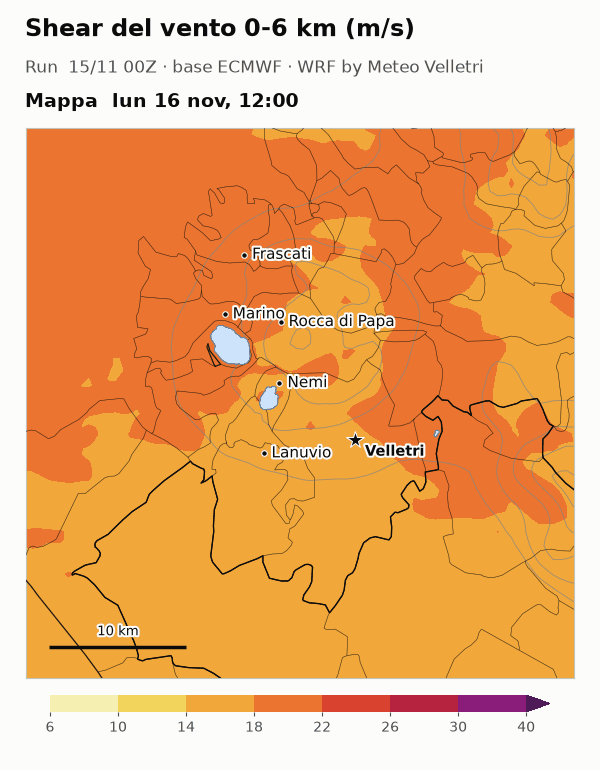 Shear del vento 0-6 km (m/s)
Run  15/11 00Z · base ECMWF · WRF by Meteo Velletri
Mappa  lun 16 nov, 12:00
Frascati
Marino
Rocca di Papa
Nemi
Velletri
Lanuvio
10 km
6 10 14 18 22 26 30 40